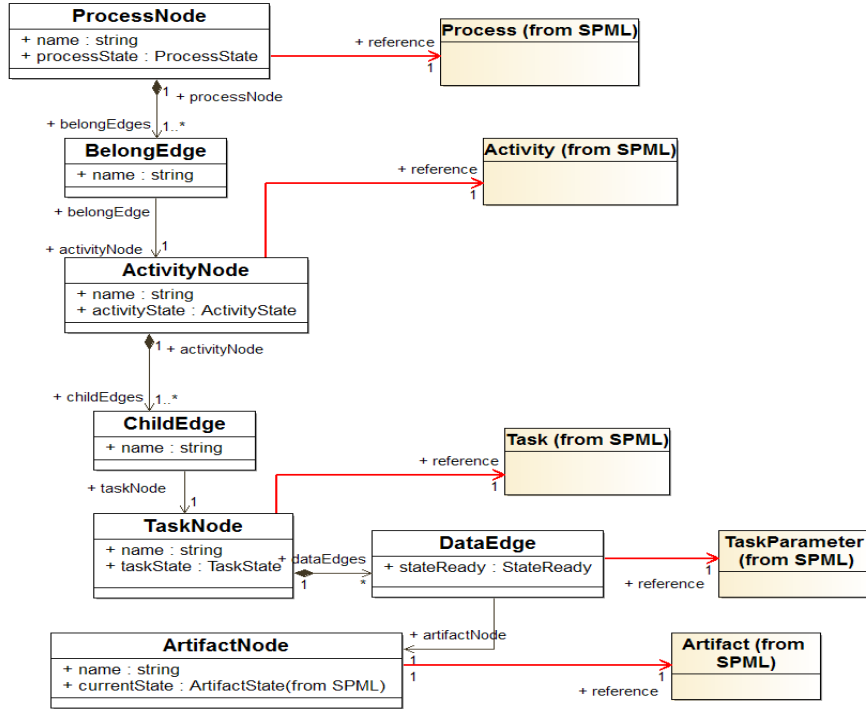 ProcessNode
+ name : string
+ processState : ProcessState
+ reference
1
Process (from SPML)
1
+ processNode
+ belongEdges
1..*
BelongEdge
+ name : string
+ reference
1
Activity (from SPML)
+ belongEdge
+ activityNode
1
ActivityNode
+ name : string
+ activityState : ActivityState
1
+ activityNode
+ childEdges
1..*
ChildEdge
+ name : string
+ reference
1
Task (from SPML)
+ taskNode
1
TaskNode
+ name : string
+ taskState : TaskState
+ dataEdges
1
*
DataEdge
+ stateReady : StateReady
1
+ reference
TaskParameter
(from SPML)
+ artifactNode
1
ArtifactNode
+ name : string
+ currentState : ArtifactState(from SPML)
1
1
+ reference
Artifact (from
SPML)